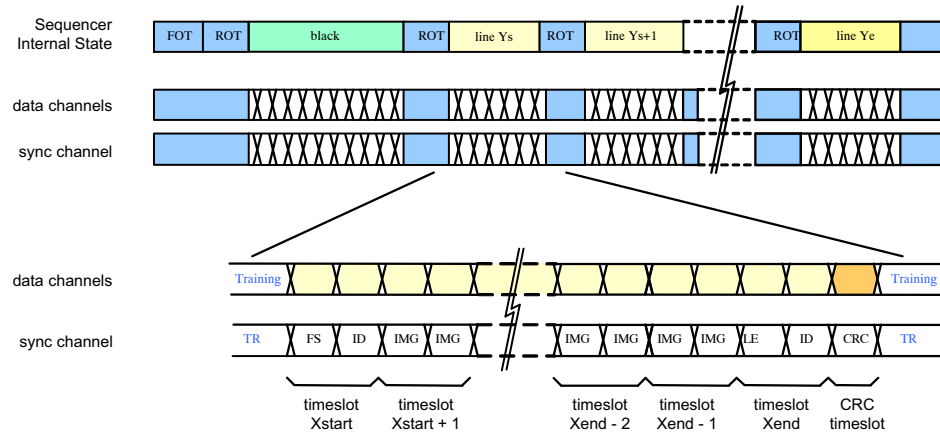 Sequencer
Internal State
FOT ROT black ROT line Ys ROT line Ys+1 ROT line Ye
data channels
sync channel
data channels Training Training
sync channel TR FS ID IMG IMG IMG IMG IMG IMG LE ID CRC TR
timeslot timeslot timeslot timeslot timeslot CRC
Xstart Xstart + 1 Xend - 2 Xend - 1 Xend timeslot